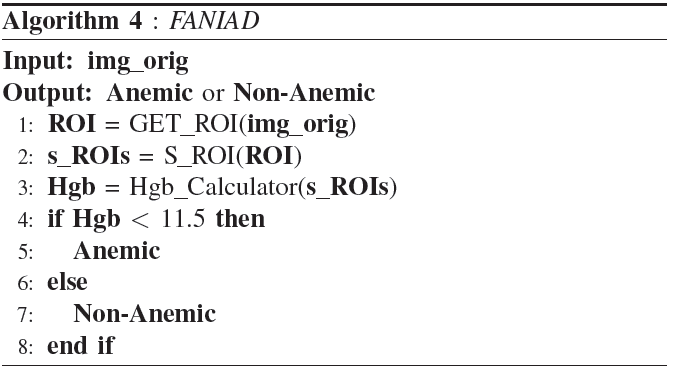 Algorithm 4 : FANIAD
Input: img_orig
Output: Anemic or Non-Anemic
1: ROI = GET_ROI(img_orig)
2: s_ROIs = S_ROI(ROI)
3: Hgb = Hgb_Calculator(s_ROIs)
4: if Hgb < 11.5 then
5: Anemic
6: else
7: Non-Anemic
8: end if